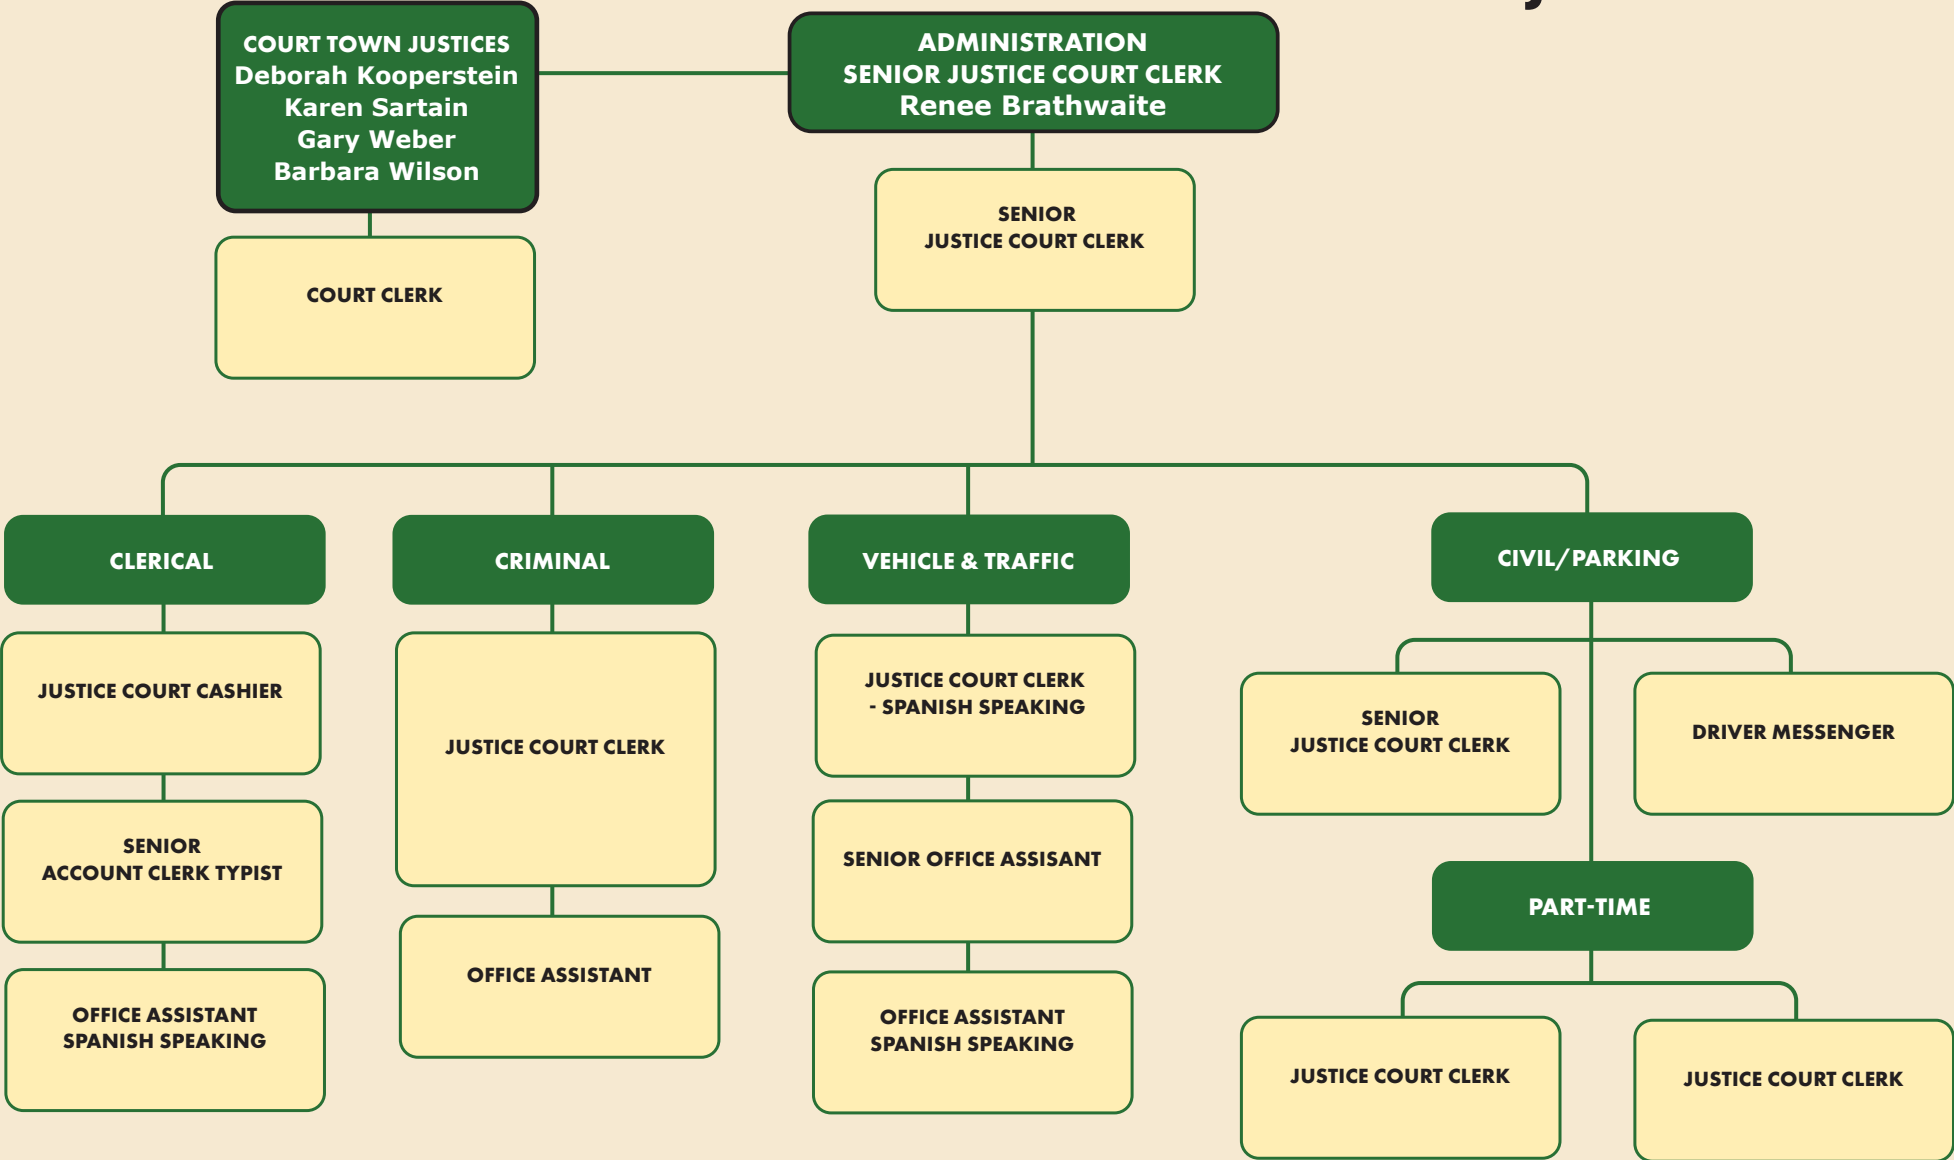 COURT TOWN JUSTICES
Deborah Kooperstein
Karen Sartain
Gary Weber
Barbara Wilson
ADMINISTRATION
SENIOR JUSTICE COURT CLERK
Renee Brathwaite
SENIOR
JUSTICE COURT CLERK
COURT CLERK
CLERICAL
CRIMINAL
VEHICLE & TRAFFIC
CIVIL/PARKING
JUSTICE COURT CASHIER
SENIOR
ACCOUNT CLERK TYPIST
OFFICE ASSISTANT
SPANISH SPEAKING
JUSTICE COURT CLERK
OFFICE ASSISTANT
JUSTICE COURT CLERK
- SPANISH SPEAKING
SENIOR OFFICE ASSISANT
OFFICE ASSISTANT
SPANISH SPEAKING
SENIOR
JUSTICE COURT CLERK
DRIVER MESSENGER
PART-TIME
JUSTICE COURT CLERK
JUSTICE COURT CLERK